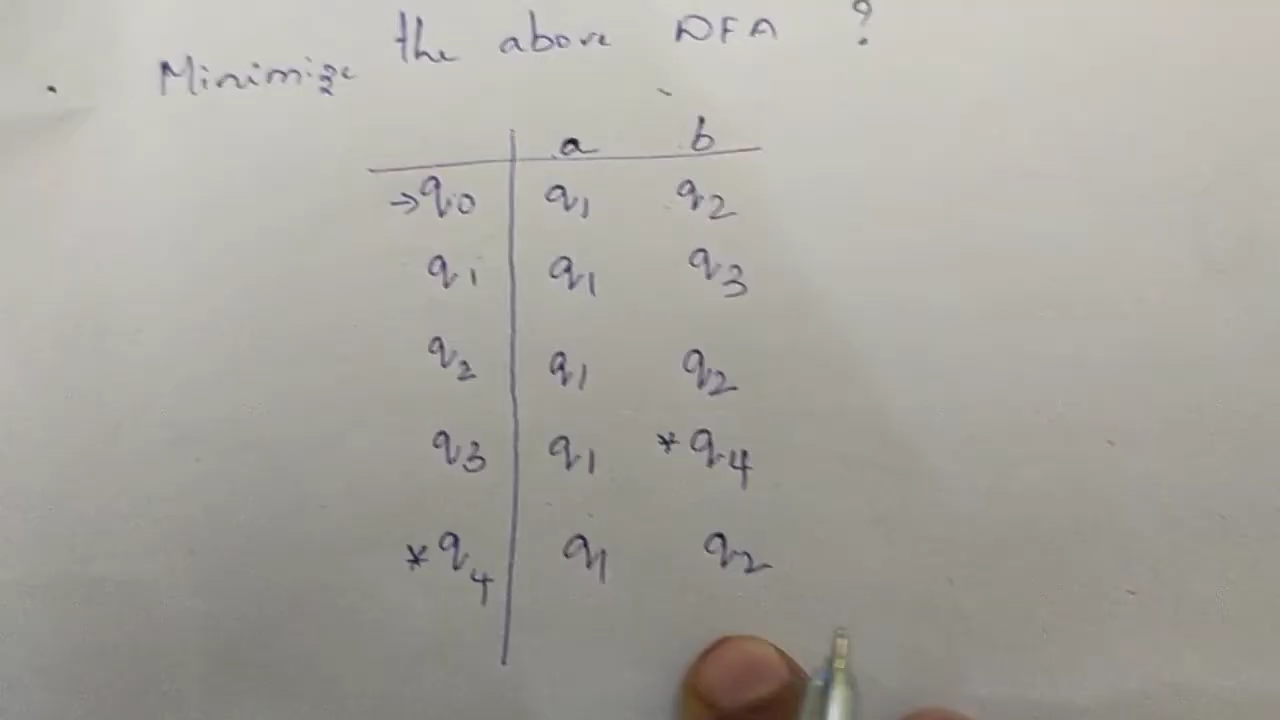 Minimize the above DFA ?
a b
→q0 q1 q2
q1 q1 q3
q2 q1 q2
q3 q1 *q4
*q4 q1 q2